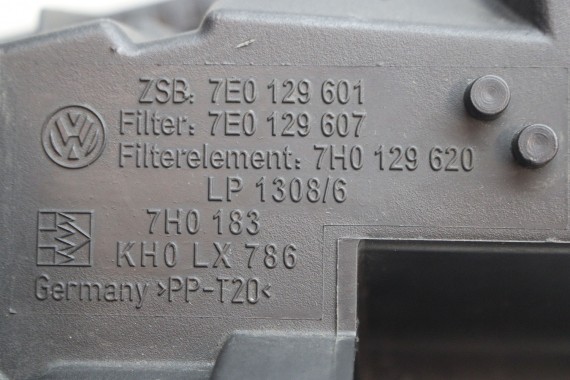 ZSB: 7E0 129 601
Filter: 7E0 129 607
Filterelement: 7H0 129 620
LP 1308/6
7H0 183
KH0 LX 786
Germany >PP-T20<